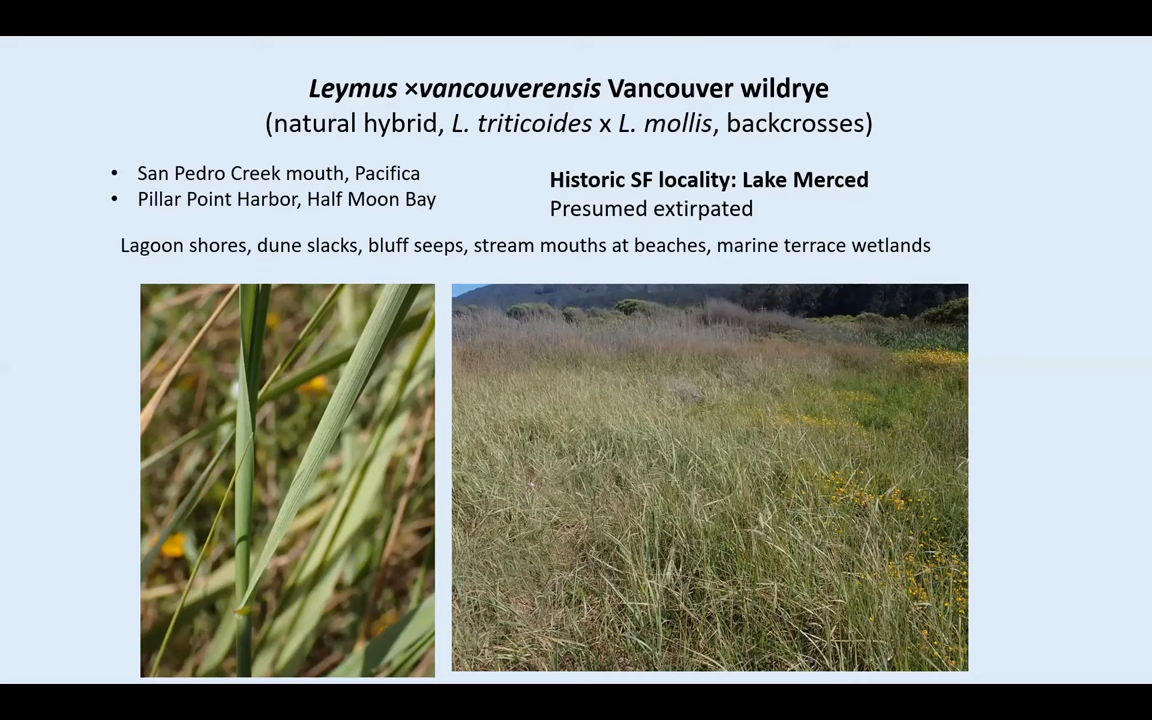 Leymus ×vancouverensis Vancouver wildrye
(natural hybrid, L. triticoides x L. mollis, backcrosses)
• San Pedro Creek mouth, Pacifica
• Pillar Point Harbor, Half Moon Bay
Historic SF locality: Lake Merced
Presumed extirpated
Lagoon shores, dune slacks, bluff seeps, stream mouths at beaches, marine terrace wetlands